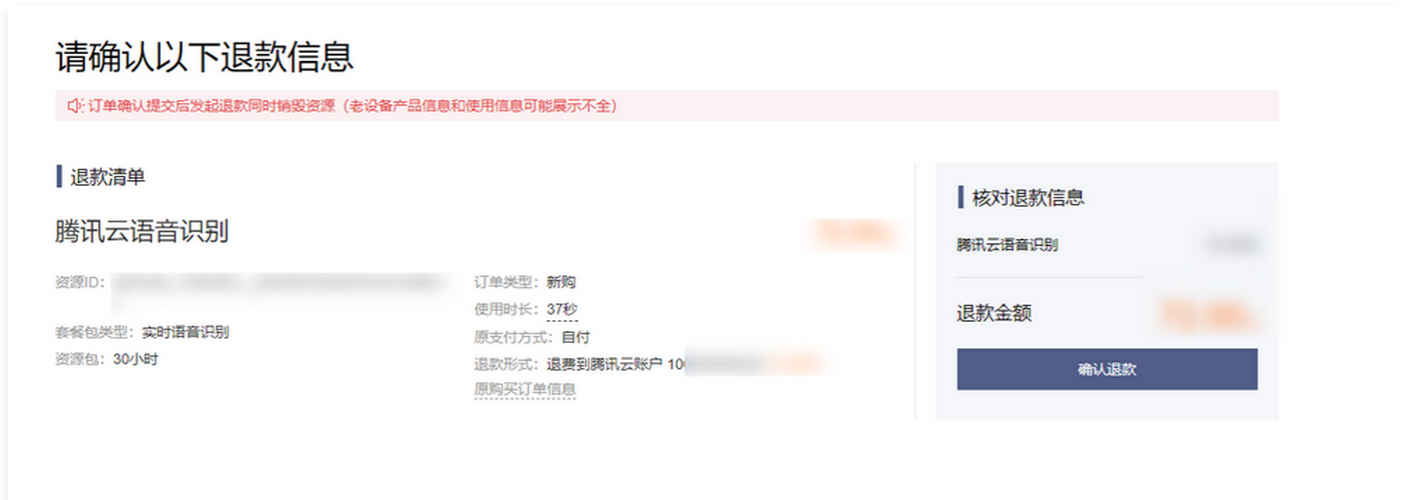 请确认以下退款信息
订单确认提交后发起退款同时销毁资源（老设备产品信息和使用信息可能展示不全）
退款清单
腾讯云语音识别
资源ID：
套餐包类型：实时语音识别
资源包：30小时
订单类型：新购
使用时长：37秒
原支付方式：自付
退款形式：退费到腾讯云账户 10
原购买订单信息
核对退款信息
腾讯云语音识别
退款金额
确认退款